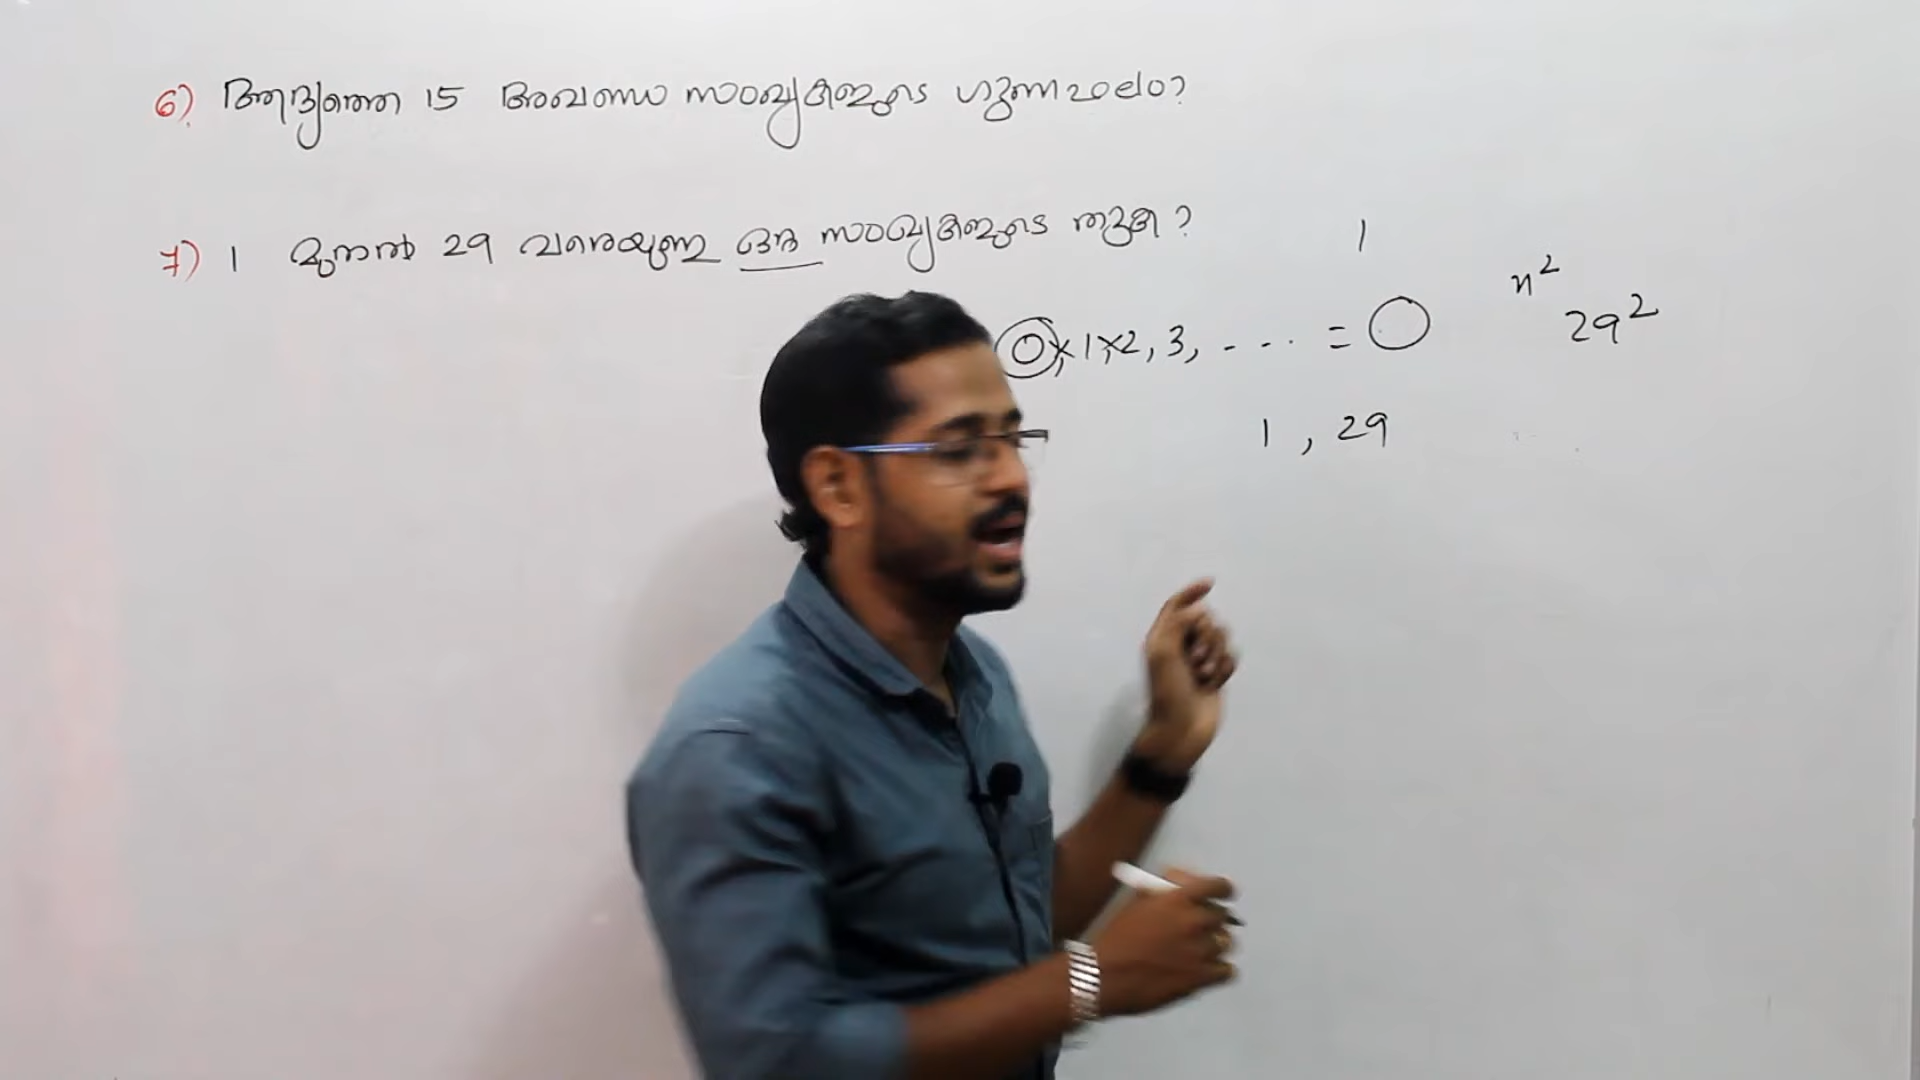 6) ആദ്യത്തെ 15 അഖണ്ഡ സംഖ്യകളുടെ ഗുണഫലം?
7) 1 മുതൽ 29 വരെയുള്ള ഒറ്റ സംഖ്യകളുടെ തുക?
1
n²
29²
0, × 1, × 2, 3, - - - . = 0
1 , 29